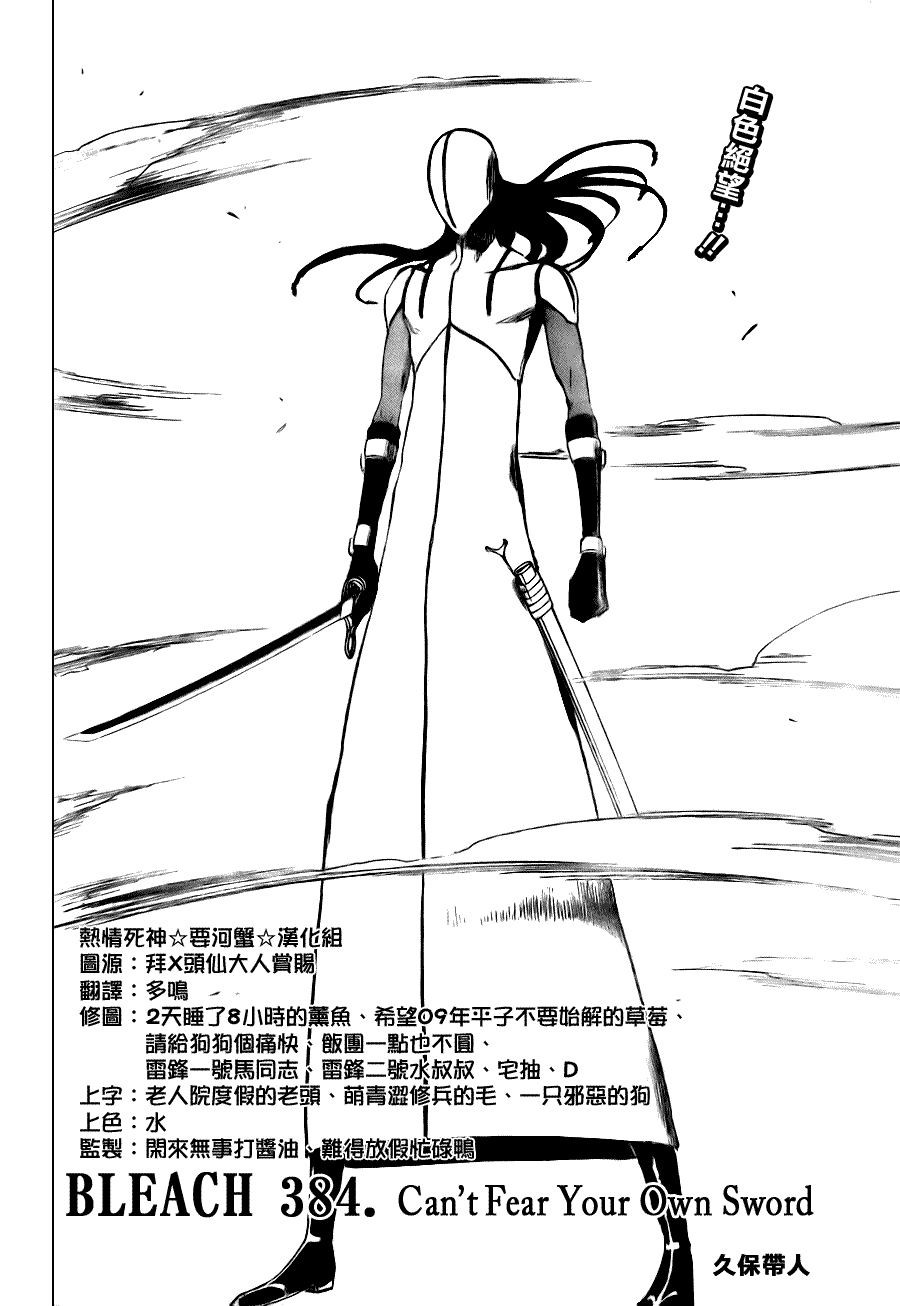 白色絕望…!!
熱情死神☆要河蟹☆漢化組
圖源：拜X頭仙大人賞賜
翻譯：多鳴
修圖：2天睡了8小時的薰魚、希望09年平子不要始解的草莓、
請給狗狗個痛快、飯團一點也不圓、
雷鋒一號馬同志、雷鋒二號水叔叔、宅抽、D
上字：老人院度假的老頭、萌青澀修兵的毛、一只邪惡的狗
上色：水
監製：閑來無事打醬油、難得放假忙碌鴨
BLEACH 384. Can't Fear Your Own Sword
久保帶人